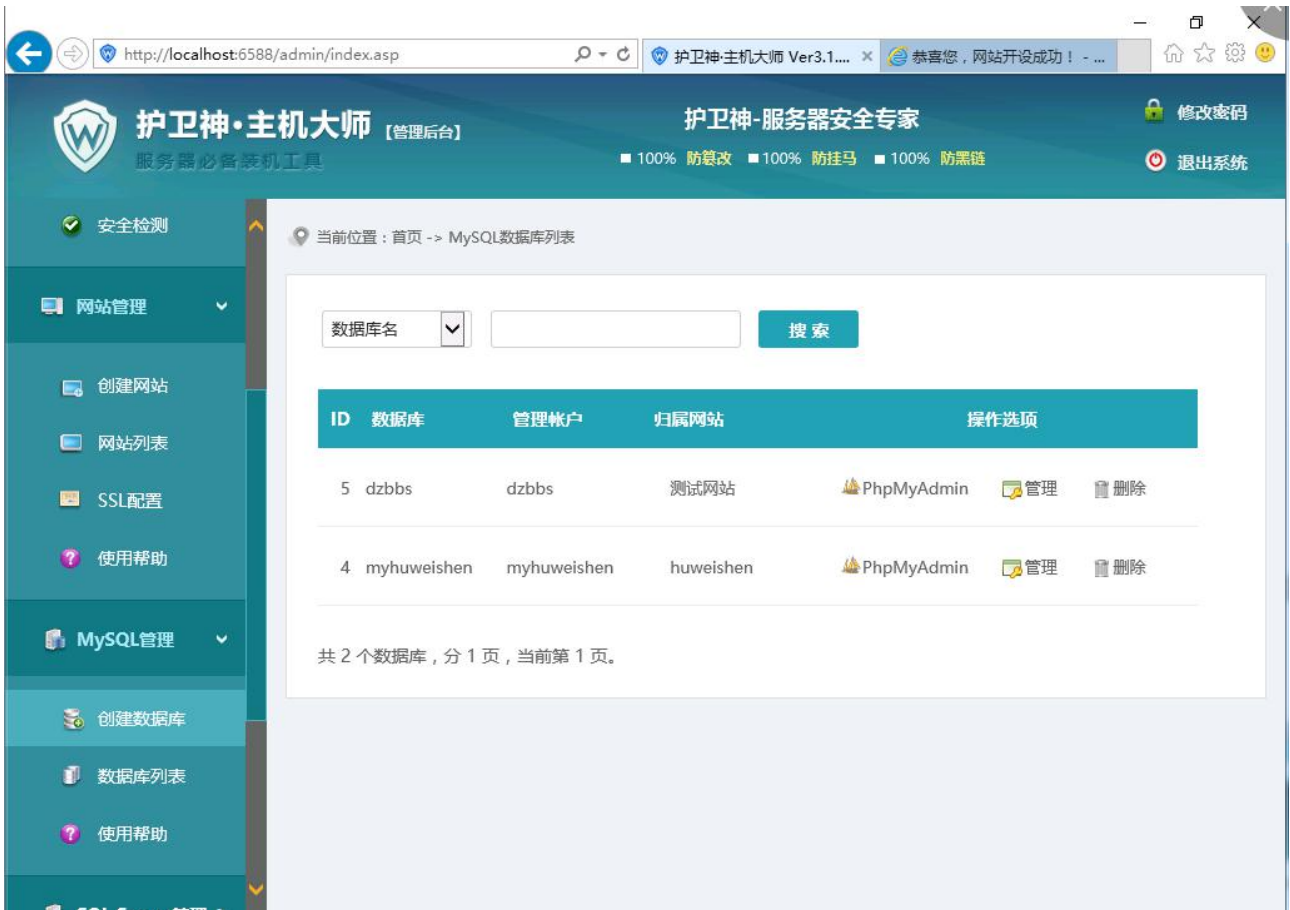 http://localhost:6588/admin/index.asp
护卫神·主机大师 Ver3.1....
恭喜您，网站开设成功！ - ...
护卫神·主机大师 【管理后台】
服务器必备装机工具
护卫神-服务器安全专家
100% 防篡改 100% 防挂马 100% 防黑链
修改密码
退出系统
安全检测
网站管理
创建网站
网站列表
SSL配置
使用帮助
MySQL管理
创建数据库
数据库列表
使用帮助
当前位置：首页 -> MySQL数据库列表
数据库名
搜 索
ID 数据库 管理帐户 归属网站 操作选项
5 dzbbs dzbbs 测试网站 PhpMyAdmin 管理 删除
4 myhuweishen myhuweishen huweishen PhpMyAdmin 管理 删除
共 2 个数据库，分 1 页，当前第 1 页。